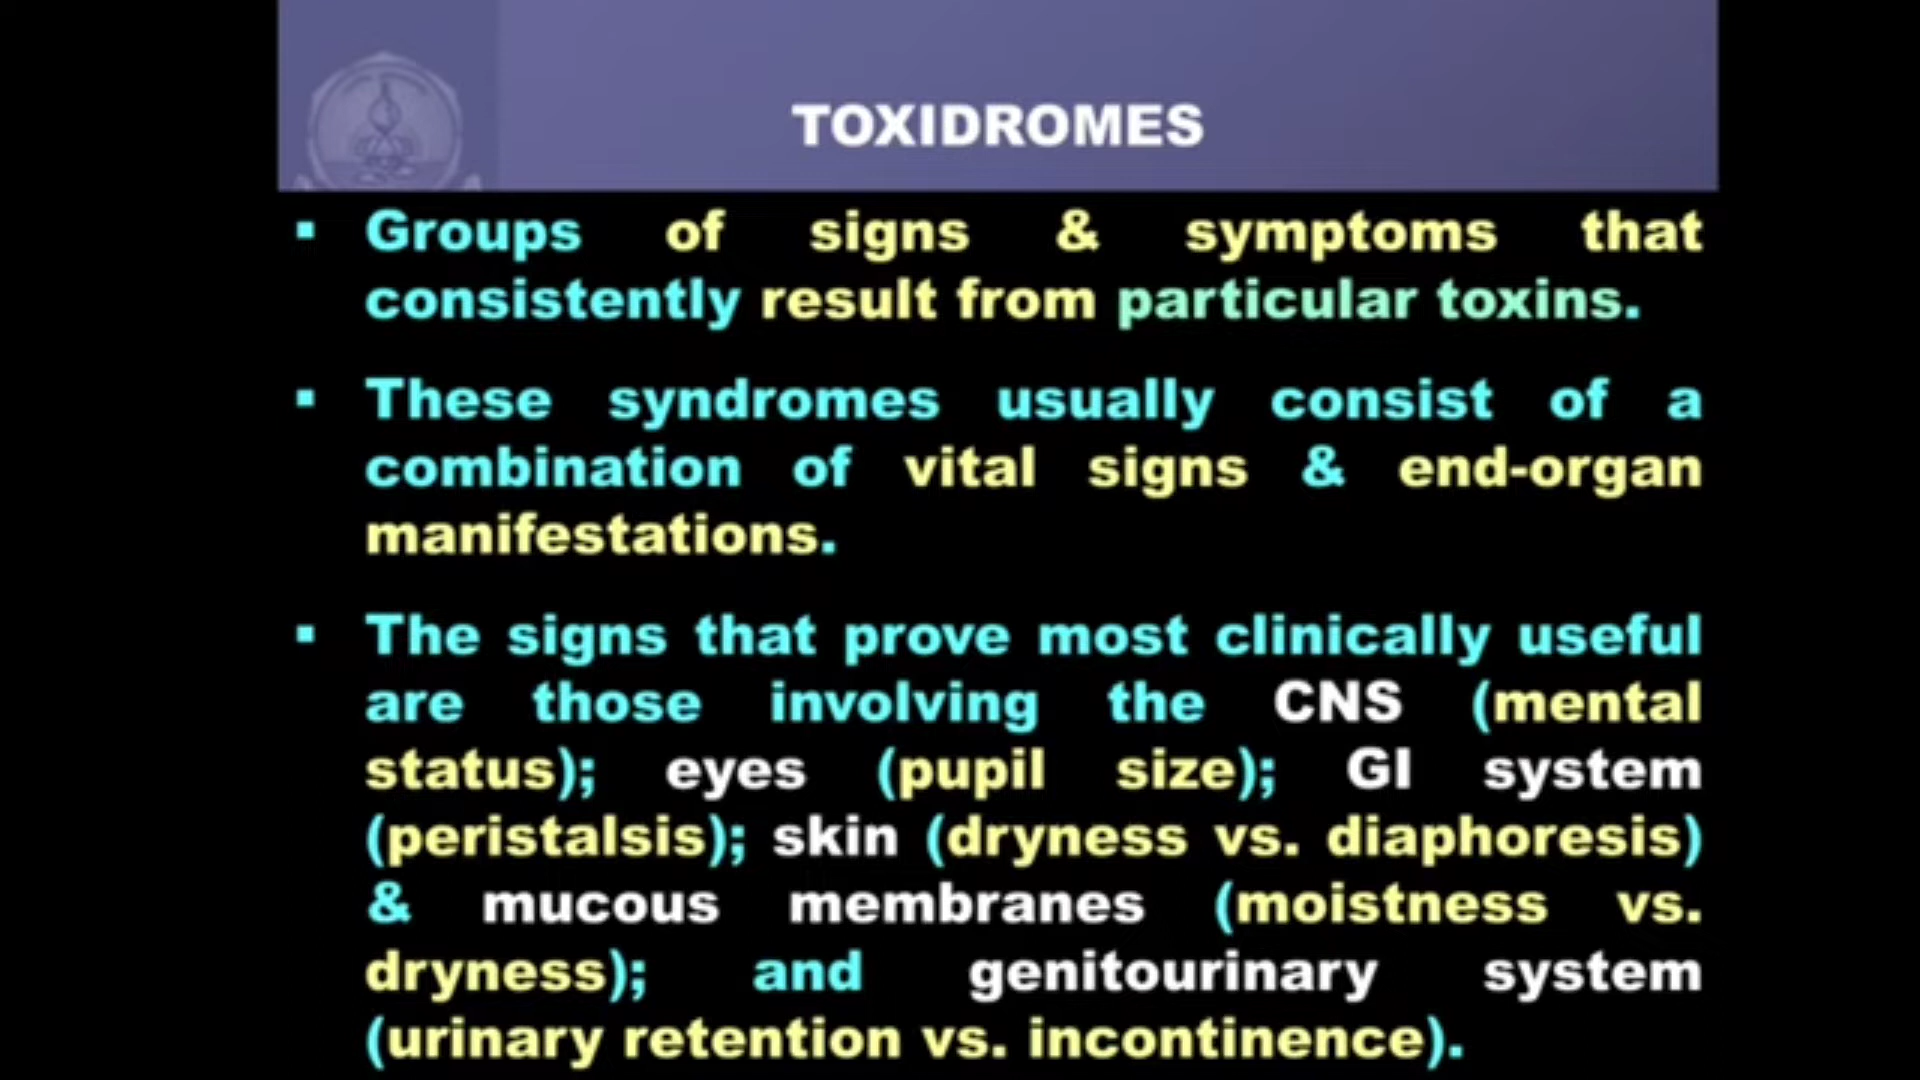 TOXIDROMES
▪ Groups of signs & symptoms that
consistently result from particular toxins.
▪ These syndromes usually consist of a
combination of vital signs & end-organ
manifestations.
▪ The signs that prove most clinically useful
are those involving the CNS (mental
status); eyes (pupil size); GI system
(peristalsis); skin (dryness vs. diaphoresis)
& mucous membranes (moistness vs.
dryness); and genitourinary system
(urinary retention vs. incontinence).